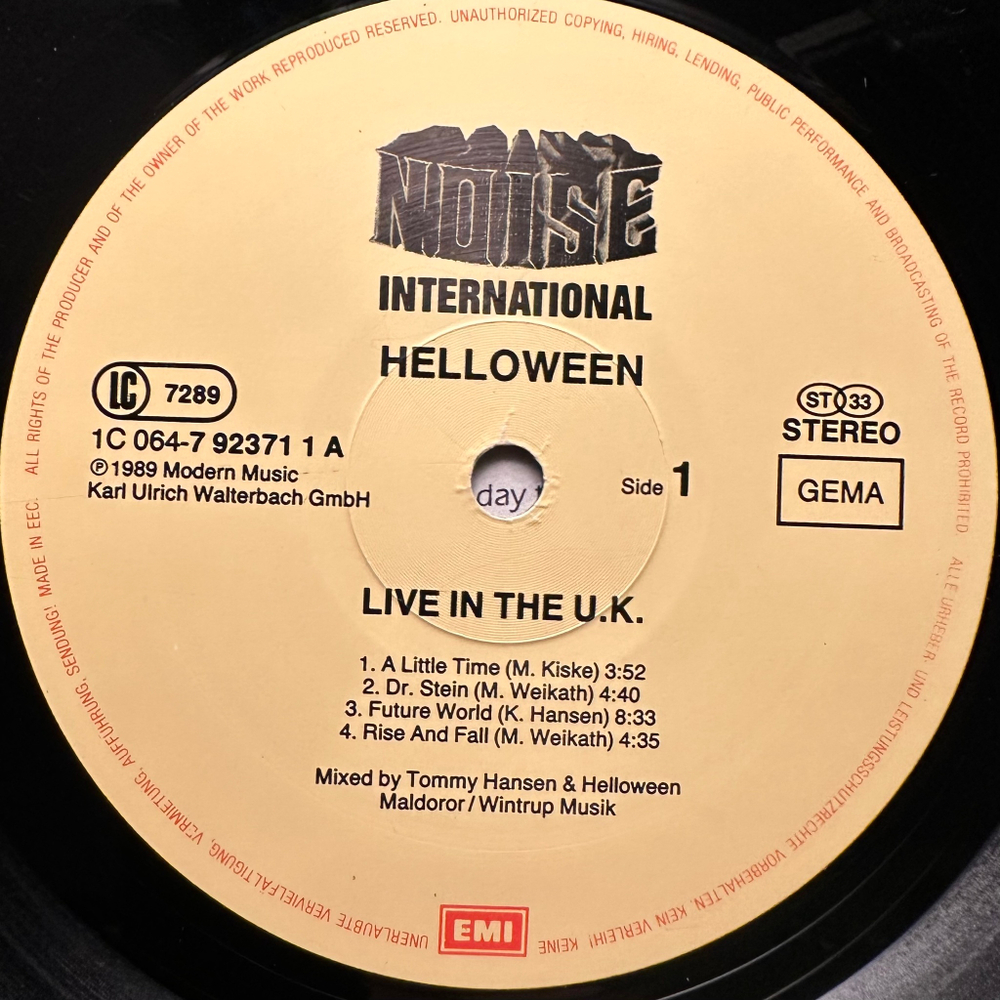 ALL RIGHTS OF THE PRODUCER AND OF THE OWNER OF THE WORK REPRODUCED RESERVED. UNAUTHORIZED COPYING, HIRING, LENDING, PUBLIC PERFORMANCE AND BROADCASTING OF THE RECORD PROHIBITED.
NOISE
INTERNATIONAL
HELLOWEEN
LC 7289
1C 064-7 92371 1 A
℗ 1989 Modern Music
Karl Ulrich Walterbach GmbH
day
Side 1
ST 33
STEREO
GEMA
LIVE IN THE U.K.
1. A Little Time (M. Kiske) 3:52
2. Dr. Stein (M. Weikath) 4:40
3. Future World (K. Hansen) 8:33
4. Rise And Fall (M. Weikath) 4:35
Mixed by Tommy Hansen & Helloween
Maldoror / Wintrup Musik
ALLE URHEBER- UND LEISTUNGSSCHUTZRECHTE VORBEHALTEN. KEIN VERLEIH! KEINE
EMI
UNERLAUBTE VERVIELFÄLTIGUNG, VERMIETUNG, AUFFÜHRUNG, SENDUNG! MADE IN EEC.